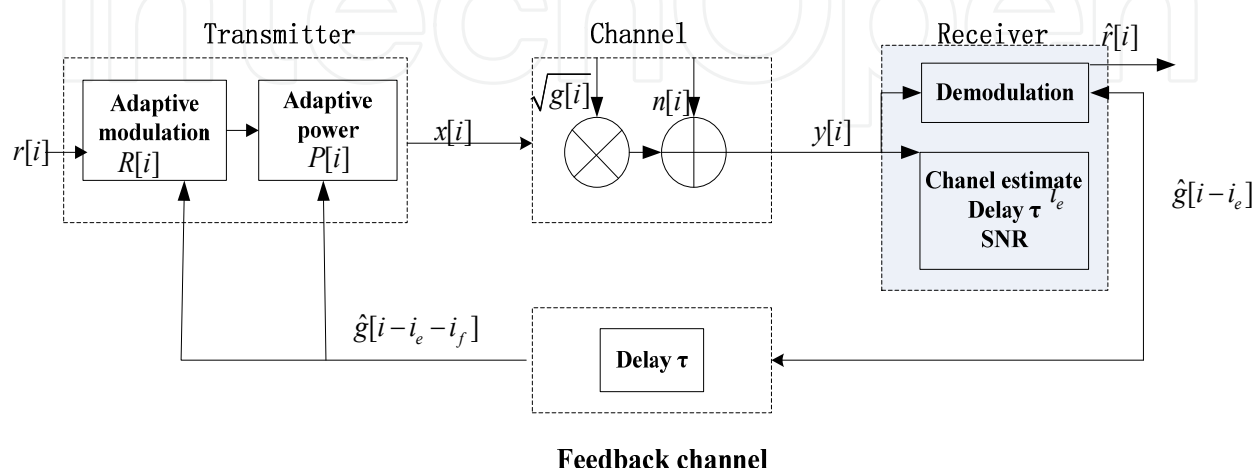 IntechOpen
Transmitter
Channel
Receiver
r̂[i]
Adaptive
modulation
R[i]
Adaptive
power
P[i]
r[i]
x[i]
√g[i]
n[i]
y[i]
Demodulation
Chanel estimate
Delay τ i_e
SNR
ĝ[i−i_e]
ĝ[i−i_e−i_f]
Delay τ
Feedback channel